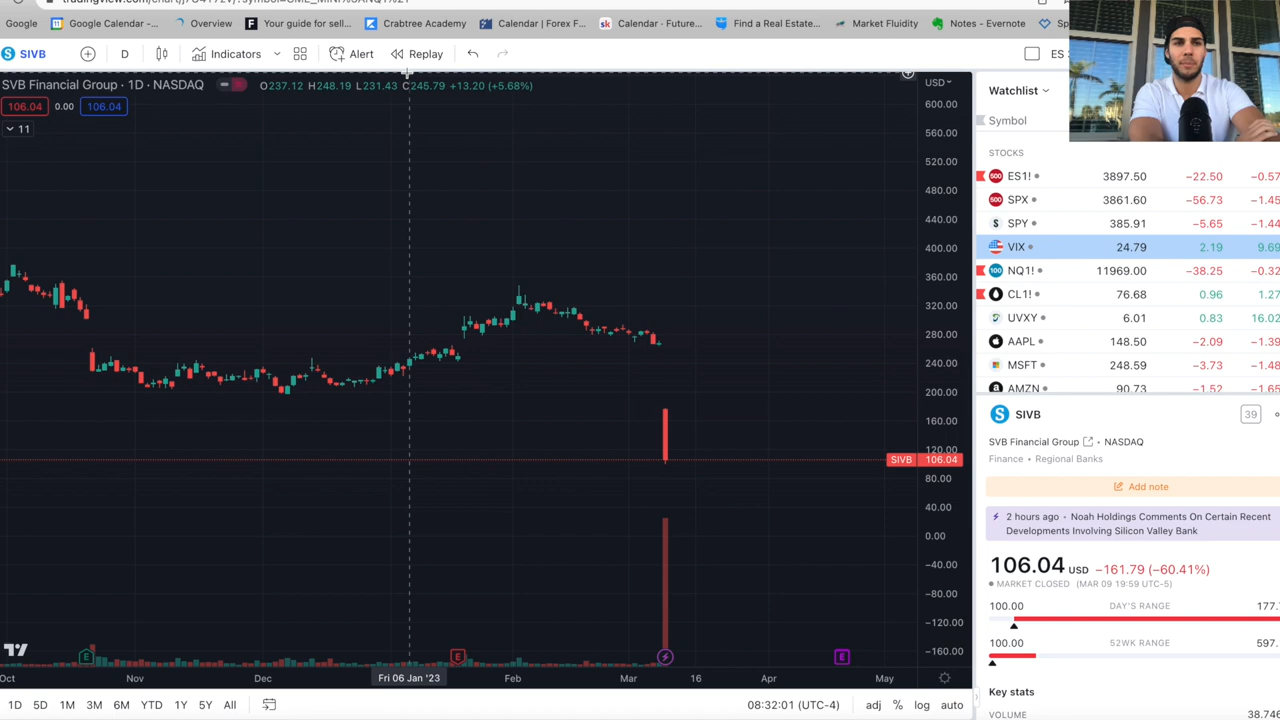 Google
Google Calendar -...
Overview
Your guide for sell...
Crabtree Academy
Calendar | Forex F...
Calendar - Future...
Find a Real Estate...
Market Fluidity
Notes - Evernote
SIVB
D
Indicators
Alert
Replay
ES
SVB Financial Group · 1D · NASDAQ
O237.12 H248.19 L231.43 C245.79 +13.20 (+5.68%)
106.04 0.00 106.04
11
USD
600.00
560.00
520.00
480.00
440.00
400.00
360.00
320.00
280.00
240.00
200.00
160.00
120.00
SIVB 106.04
80.00
40.00
0.00
−40.00
−80.00
−120.00
−160.00
E
E
E
Oct Nov Dec Fri 06 Jan '23 Feb Mar 16 Apr May
1D 5D 1M 3M 6M YTD 1Y 5Y All
08:32:01 (UTC-4) adj % log auto
Watchlist
Symbol
STOCKS
500 ES1! 3897.50 −22.50 −0.57
500 SPX 3861.60 −56.73 −1.45
S SPY 385.91 −5.65 −1.44
VIX 24.79 2.19 9.69
100 NQ1! 11969.00 −38.25 −0.32
CL1! 76.68 0.96 1.27
UVXY 6.01 0.83 16.02
AAPL 148.50 −2.09 −1.39
MSFT 248.59 −3.73 −1.48
AMZN 90.73 −1.52 −1.65
SIVB 39
SVB Financial Group • NASDAQ
Finance • Regional Banks
Add note
2 hours ago • Noah Holdings Comments On Certain Recent
Developments Involving Silicon Valley Bank
106.04 USD −161.79 (−60.41%)
MARKET CLOSED (MAR 09 19:59 UTC-5)
100.00 DAY'S RANGE 177.
100.00 52WK RANGE 597.
Key stats
VOLUME 38.746